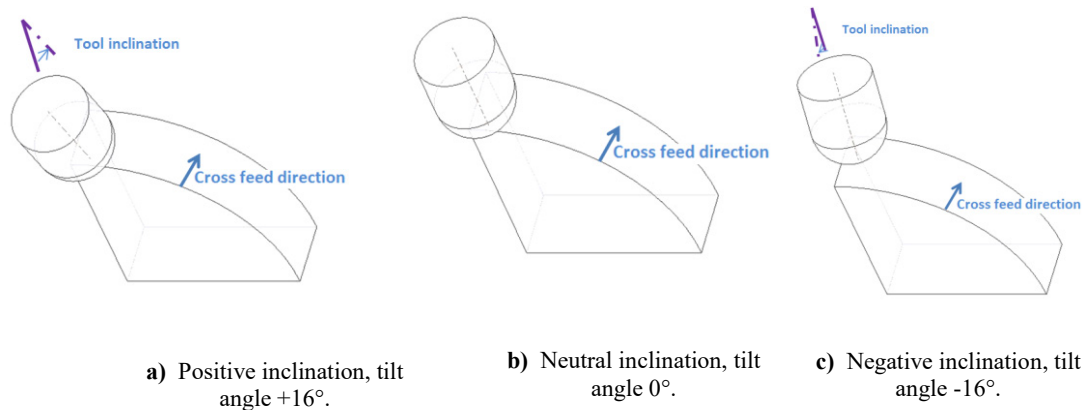 Tool inclination
Cross feed direction
a) Positive inclination, tilt
angle +16°.
Cross feed direction
b) Neutral inclination, tilt
angle 0°.
Tool inclination
Cross feed direction
c) Negative inclination, tilt
angle -16°.